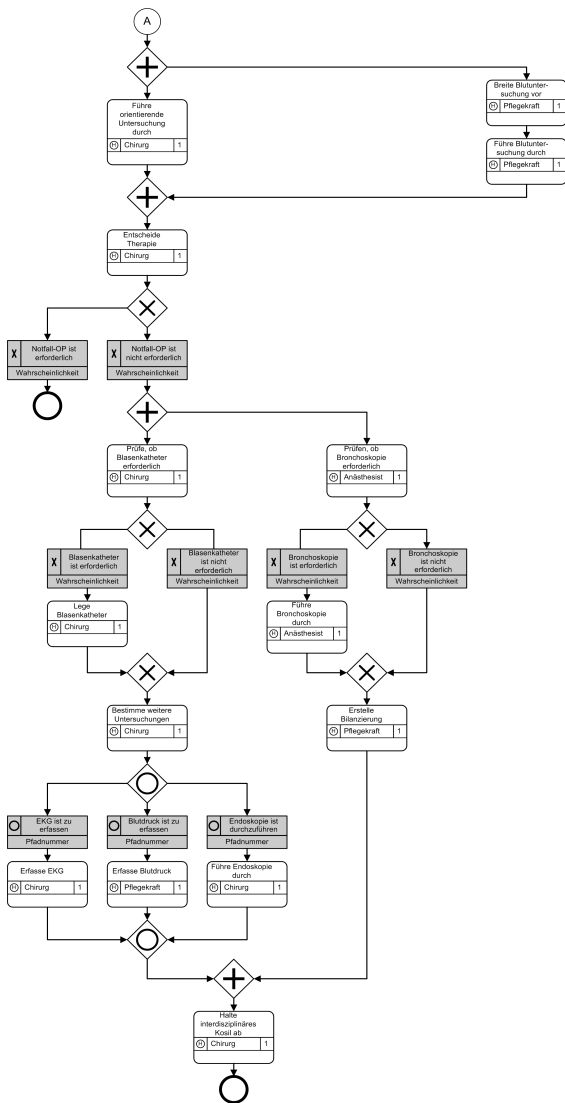 A
Breite Blutunter-
suchung vor
H Pflegekraft 1
Führe
orientierende
Untersuchung
durch
H Chirurg 1
Führe Blutunter-
suchung durch
H Pflegekraft 1
Entscheide
Therapie
H Chirurg 1
X Notfall-OP ist
erforderlich
Wahrscheinlichkeit
X Notfall-OP ist
nicht erforderlich
Wahrscheinlichkeit
Prüfe, ob
Blasenkatheter
erforderlich
H Chirurg 1
Prüfen, ob
Bronchoskopie
erforderlich
H Anästhesist 1
X Blasenkatheter
ist erforderlich
Wahrscheinlichkeit
X Blasenkatheter
ist nicht
erforderlich
Wahrscheinlichkeit
X Bronchoskopie
ist erforderlich
Wahrscheinlichkeit
X Bronchoskopie
ist nicht
erforderlich
Wahrscheinlichkeit
Lege
Blasenkatheter
H Chirurg 1
Führe
Bronchoskopie
durch
H Anästhesist 1
Bestimme weitere
Untersuchungen
H Chirurg 1
Erstelle
Bilanzierung
H Pflegekraft 1
EKG ist zu
erfassen
Pfadnummer
Blutdruck ist zu
erfassen
Pfadnummer
Endoskopie ist
durchzuführen
Pfadnummer
Erfasse EKG
H Chirurg 1
Erfasse Blutdruck
H Pflegekraft 1
Führe Endoskopie
durch
H Chirurg 1
Halte
interdisziplinäres
Kosil ab
H Chirurg 1